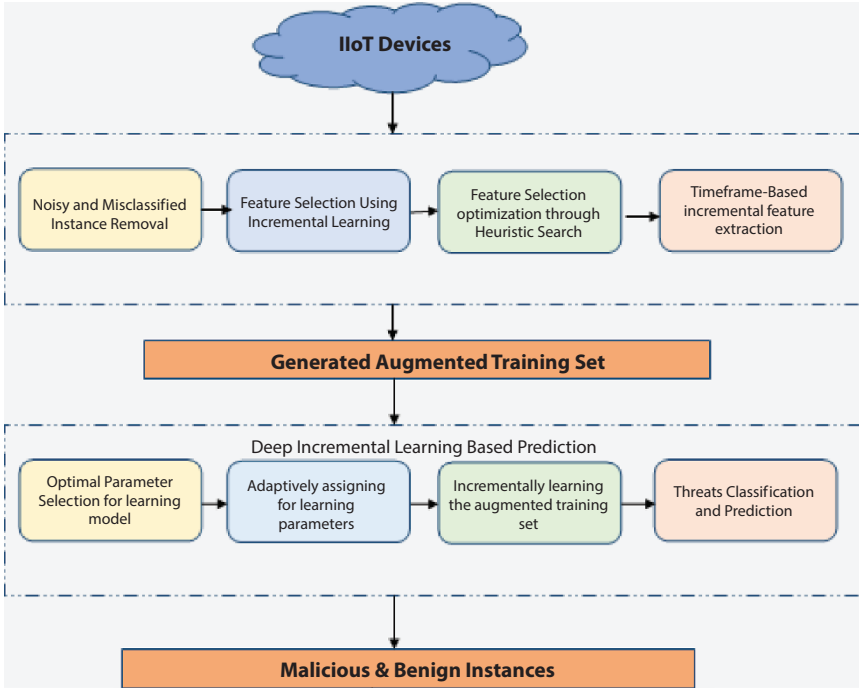 IIoT Devices
Noisy and Misclassified
Instance Removal
Feature Selection Using
Incremental Learning
Feature Selection
optimization through
Heuristic Search
Timeframe-Based
incremental feature
extraction
Generated Augmented Training Set
Deep Incremental Learning Based Prediction
Optimal Parameter
Selection for learning
model
Adaptively assigning
for learning
parameters
Incrementally learning
the augmented training
set
Threats Classification
and Prediction
Malicious & Benign Instances